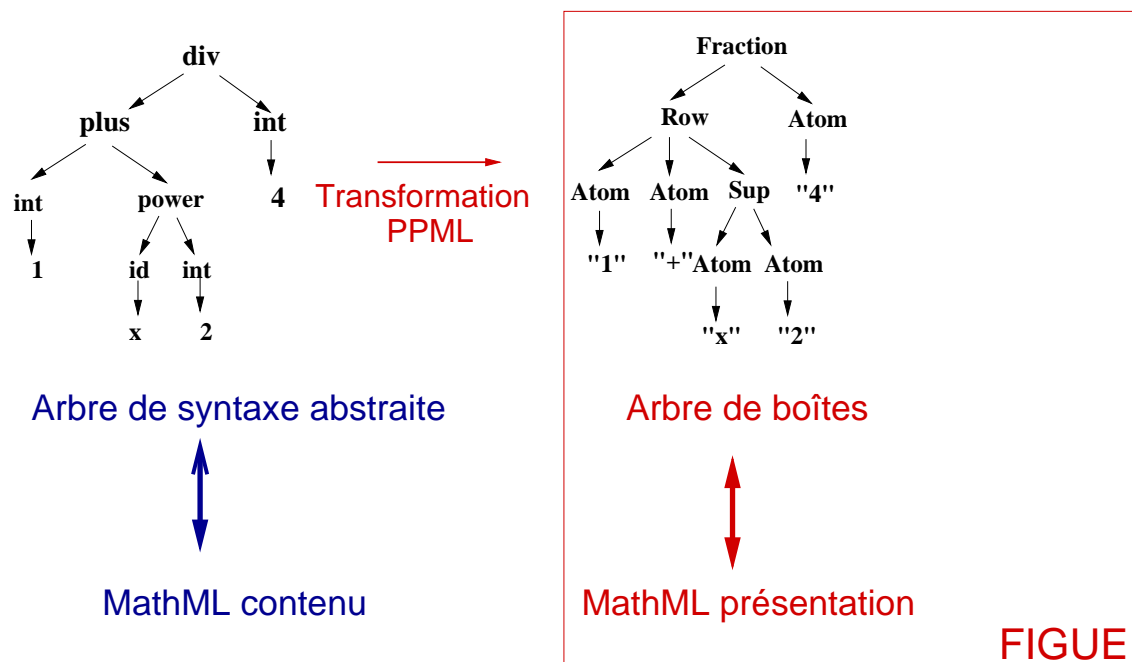 div
plus int
int power 4
1 id int
x 2
Transformation
PPML
Arbre de syntaxe abstraite
MathML contenu
Fraction
Row Atom
Atom Atom Sup "4"
"1" "+" Atom Atom
"x" "2"
Arbre de boîtes
MathML présentation
FIGUE